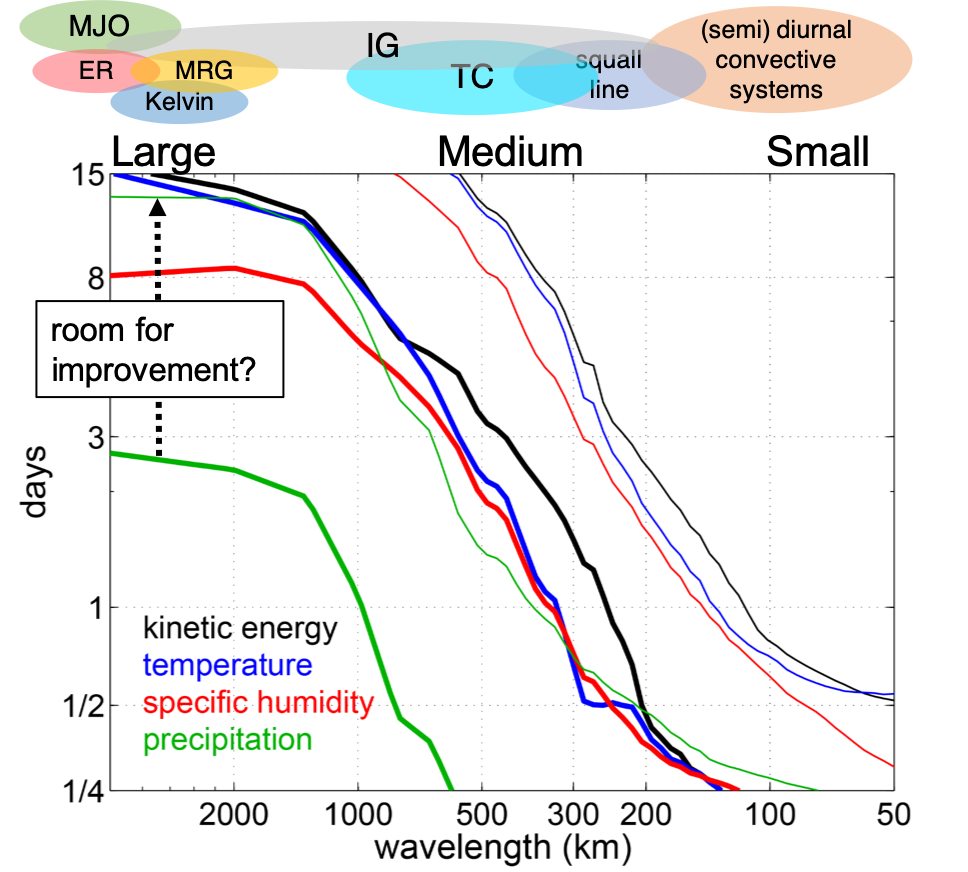 MJO
IG
(semi) diurnal
convective
systems
ER
MRG
TC
squall
line
Kelvin
Large
Medium
Small
15
8
room for
improvement?
3
days
1
kinetic energy
temperature
specific humidity
precipitation
1/2
1/4
2000
1000
500
300
200
100
50
wavelength (km)